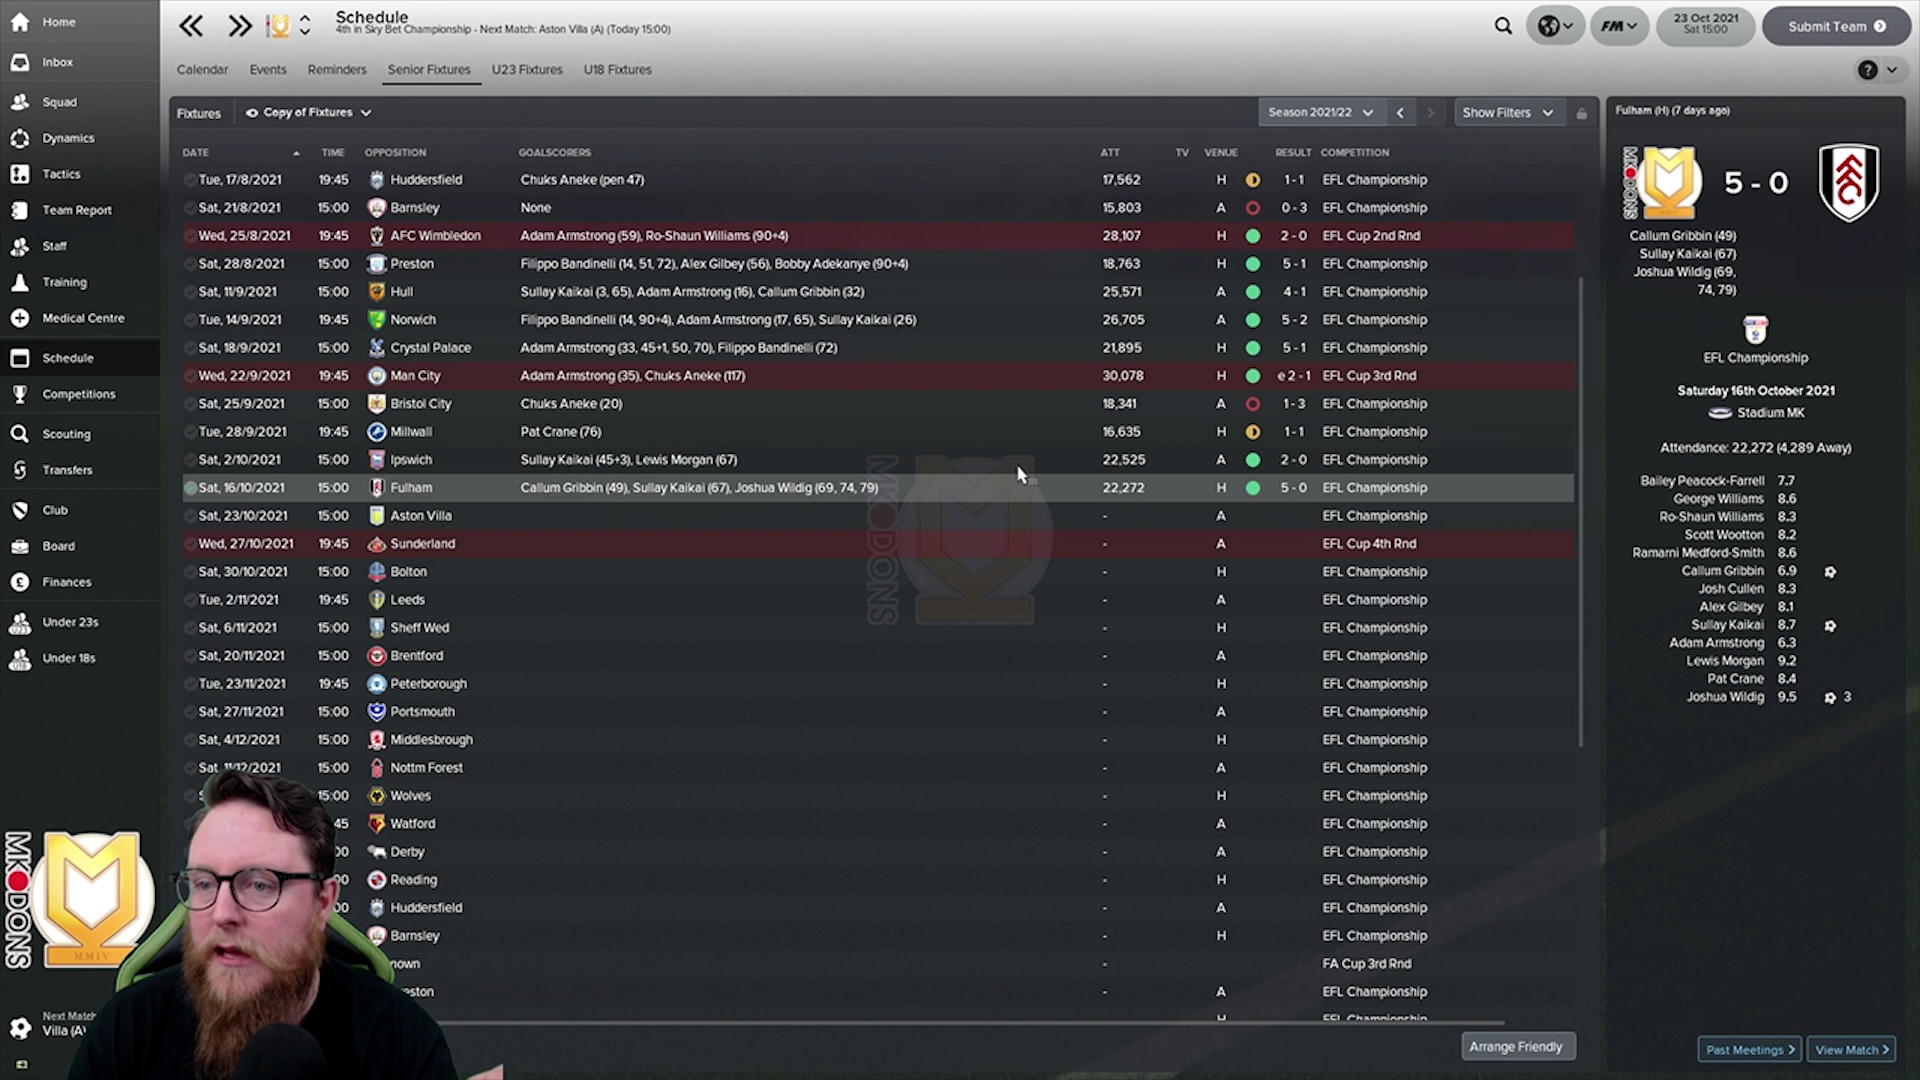 Home
Inbox
Squad
Dynamics
Tactics
Team Report
Staff
Training
Medical Centre
Schedule
Competitions
Scouting
Transfers
Club
Board
Finances
Under 23s
Under 18s
MK DONS
MMIV
Next Match
Villa (A)
Schedule
4th in Sky Bet Championship - Next Match: Aston Villa (A) (Today 15:00)
FM
23 Oct 2021
Sat 15:00
Submit Team
Calendar Events Reminders Senior Fixtures U23 Fixtures U18 Fixtures
?
Fixtures Copy of Fixtures Season 2021/22 Show Filters
DATE TIME OPPOSITION GOALSCORERS ATT TV VENUE RESULT COMPETITION
Tue, 17/8/2021 19:45 Huddersfield Chuks Aneke (pen 47) 17,562 H 1-1 EFL Championship
Sat, 21/8/2021 15:00 Barnsley None 15,803 A 0-3 EFL Championship
Wed, 25/8/2021 19:45 AFC Wimbledon Adam Armstrong (59), Ro-Shaun Williams (90+4) 28,107 H 2-0 EFL Cup 2nd Rnd
Sat, 28/8/2021 15:00 Preston Filippo Bandinelli (14, 51, 72), Alex Gilbey (56), Bobby Adekanye (90+4) 18,763 H 5-1 EFL Championship
Sat, 11/9/2021 15:00 Hull Sullay Kaikai (3, 65), Adam Armstrong (16), Callum Gribbin (32) 25,571 A 4-1 EFL Championship
Tue, 14/9/2021 19:45 Norwich Filippo Bandinelli (14, 90+4), Adam Armstrong (17, 65), Sullay Kaikai (26) 26,705 A 5-2 EFL Championship
Sat, 18/9/2021 15:00 Crystal Palace Adam Armstrong (33, 45+1, 50, 70), Filippo Bandinelli (72) 21,895 H 5-1 EFL Championship
Wed, 22/9/2021 19:45 Man City Adam Armstrong (35), Chuks Aneke (117) 30,078 H e 2-1 EFL Cup 3rd Rnd
Sat, 25/9/2021 15:00 Bristol City Chuks Aneke (20) 18,341 A 1-3 EFL Championship
Tue, 28/9/2021 19:45 Millwall Pat Crane (76) 16,635 H 1-1 EFL Championship
Sat, 2/10/2021 15:00 Ipswich Sullay Kaikai (45+3), Lewis Morgan (67) 22,525 A 2-0 EFL Championship
Sat, 16/10/2021 15:00 Fulham Callum Gribbin (49), Sullay Kaikai (67), Joshua Wildig (69, 74, 79) 22,272 H 5-0 EFL Championship
Sat, 23/10/2021 15:00 Aston Villa - A EFL Championship
Wed, 27/10/2021 19:45 Sunderland - A EFL Cup 4th Rnd
Sat, 30/10/2021 15:00 Bolton - H EFL Championship
Tue, 2/11/2021 19:45 Leeds - A EFL Championship
Sat, 6/11/2021 15:00 Sheff Wed - H EFL Championship
Sat, 20/11/2021 15:00 Brentford - A EFL Championship
Tue, 23/11/2021 19:45 Peterborough - H EFL Championship
Sat, 27/11/2021 15:00 Portsmouth - A EFL Championship
Sat, 4/12/2021 15:00 Middlesbrough - H EFL Championship
Sat, 11/12/2021 15:00 Nottm Forest - A EFL Championship
15:00 Wolves - H EFL Championship
45 Watford - A EFL Championship
00 Derby - A EFL Championship
00 Reading - H EFL Championship
00 Huddersfield - A EFL Championship
Barnsley - H EFL Championship
nown - FA Cup 3rd Rnd
eston - A EFL Championship
- H EFL Championship
MK DONS
Arrange Friendly
Fulham (H) (7 days ago)
MK DONS
5 - 0
FFC
Callum Gribbin (49)
Sullay Kaikai (67)
Joshua Wildig (69,
74, 79)
EFL Championship
Saturday 16th October 2021
Stadium MK
Attendance: 22,272 (4,289 Away)
Bailey Peacock-Farrell 7.7
George Williams 8.6
Ro-Shaun Williams 8.3
Scott Wootton 8.2
Ramarni Medford-Smith 8.6
Callum Gribbin 6.9
Josh Cullen 8.3
Alex Gilbey 8.1
Sullay Kaikai 8.7
Adam Armstrong 6.3
Lewis Morgan 9.2
Pat Crane 8.4
Joshua Wildig 9.5 3
Past Meetings View Match